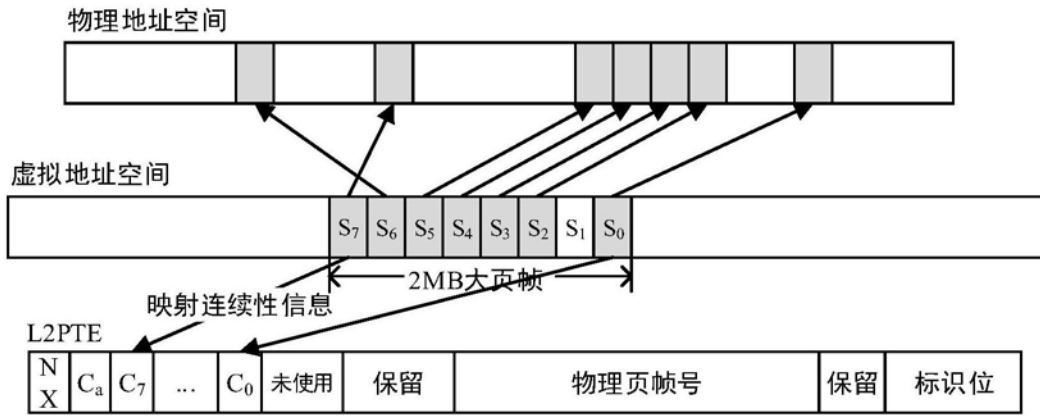 物理地址空间
虚拟地址空间
S₇ S₆ S₅ S₄ S₃ S₂ S₁ S₀
2MB大页帧
映射连续性信息
L2PTE
NX Cₐ C₇ ... C₀ 未使用 保留 物理页帧号 保留 标识位